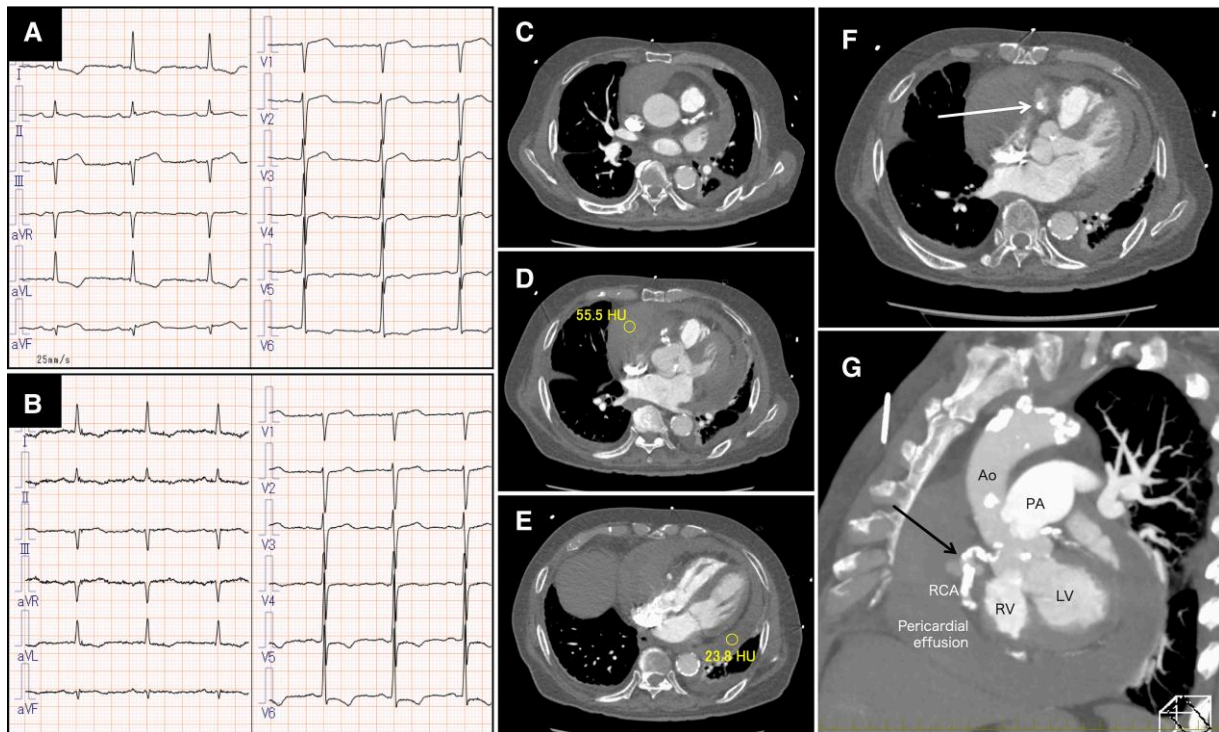 A
I
II
III
aVR
aVL
aVF
25mm/s
V1
V2
V3
V4
V5
V6
B
I
II
III
aVR
aVL
aVF
V1
V2
V3
V4
V5
V6
C
D
55.5 HU
E
23.8 HU
F
G
Ao
PA
RCA
RV
LV
Pericardial
effusion